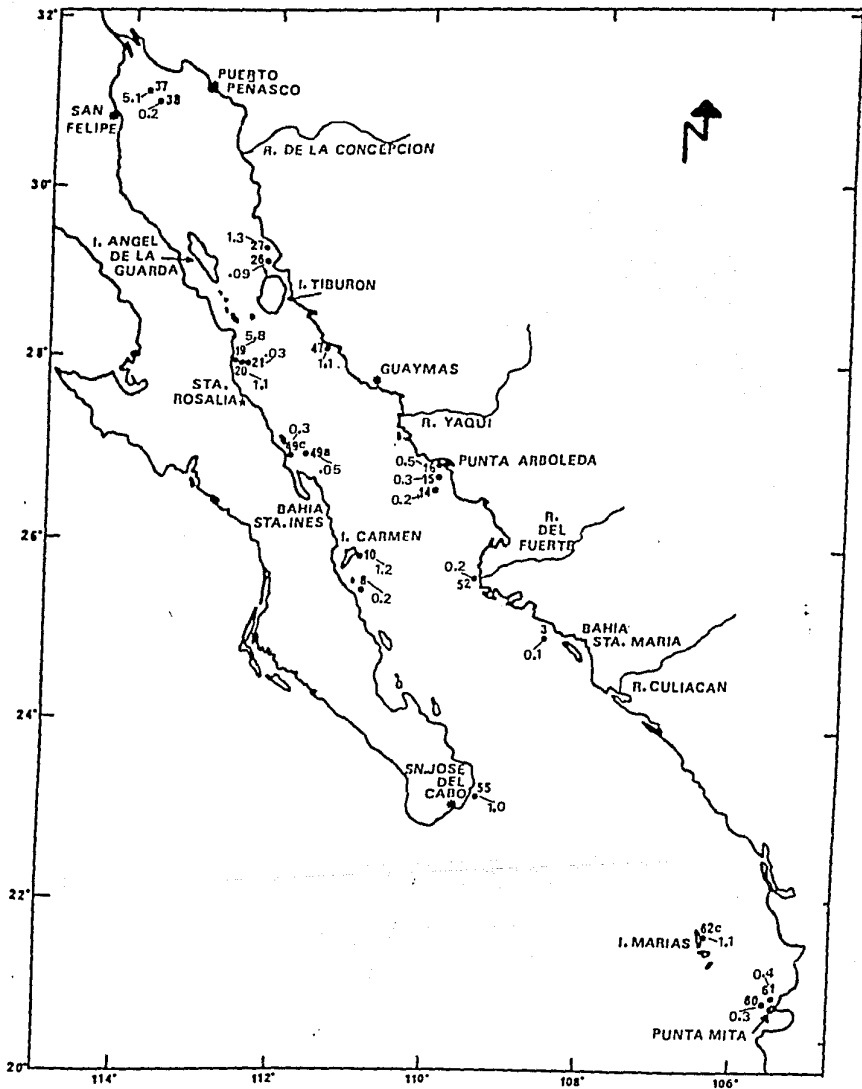 32°
PUERTO
PEÑASCO
37
5.1
38
0.2
SAN
FELIPE
R. DE LA CONCEPCION
N
30°
1.3
27
26
.09
I. ANGEL
DE LA
GUARDA
I. TIBURON
5.8
19
21
.03
20
1.1
28°
47
1.1
GUAYMAS
STA.
ROSALIA
R. YAQUI
0.3
49c
49a
.05
0.5
16
PUNTA ARBOLEDA
0.3
15
0.2
14
BAHIA
STA. INES
26°
R.
DEL
FUERTE
I. CARMEN
10
1.2
8
0.2
0.2
52
3
0.1
BAHIA
STA. MARIA
R. CULIACAN
24°
SN. JOSE
DEL
CABO
55
1.0
22°
I. MARIAS
62c
1.1
0.4
61
60
0.3
PUNTA MITA
20°
114°
112°
110°
108°
106°